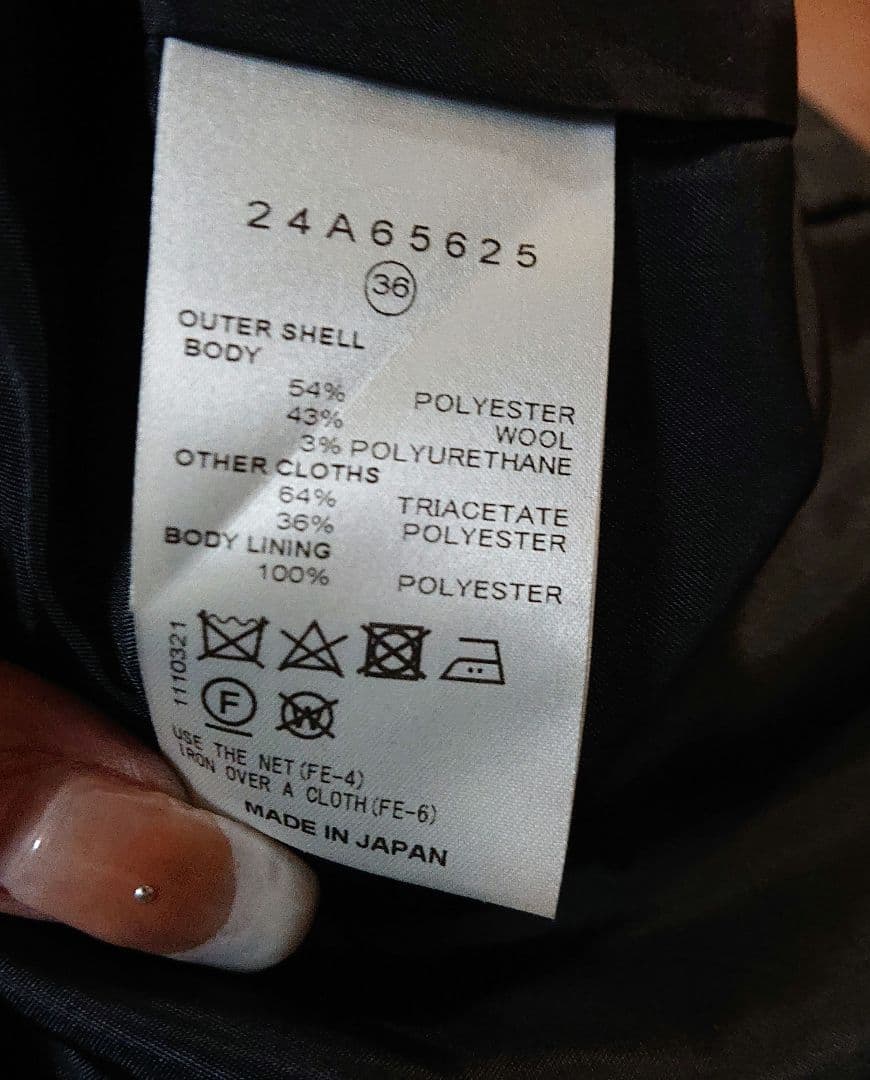 24A65625
36
OUTER SHELL
BODY
54% POLYESTER
43% WOOL
3% POLYURETHANE
OTHER CLOTHS
64% TRIACETATE
36% POLYESTER
BODY LINING
100% POLYESTER
1110321
F W
USE THE NET(FE-4)
IRON OVER A CLOTH(FE-6)
MADE IN JAPAN